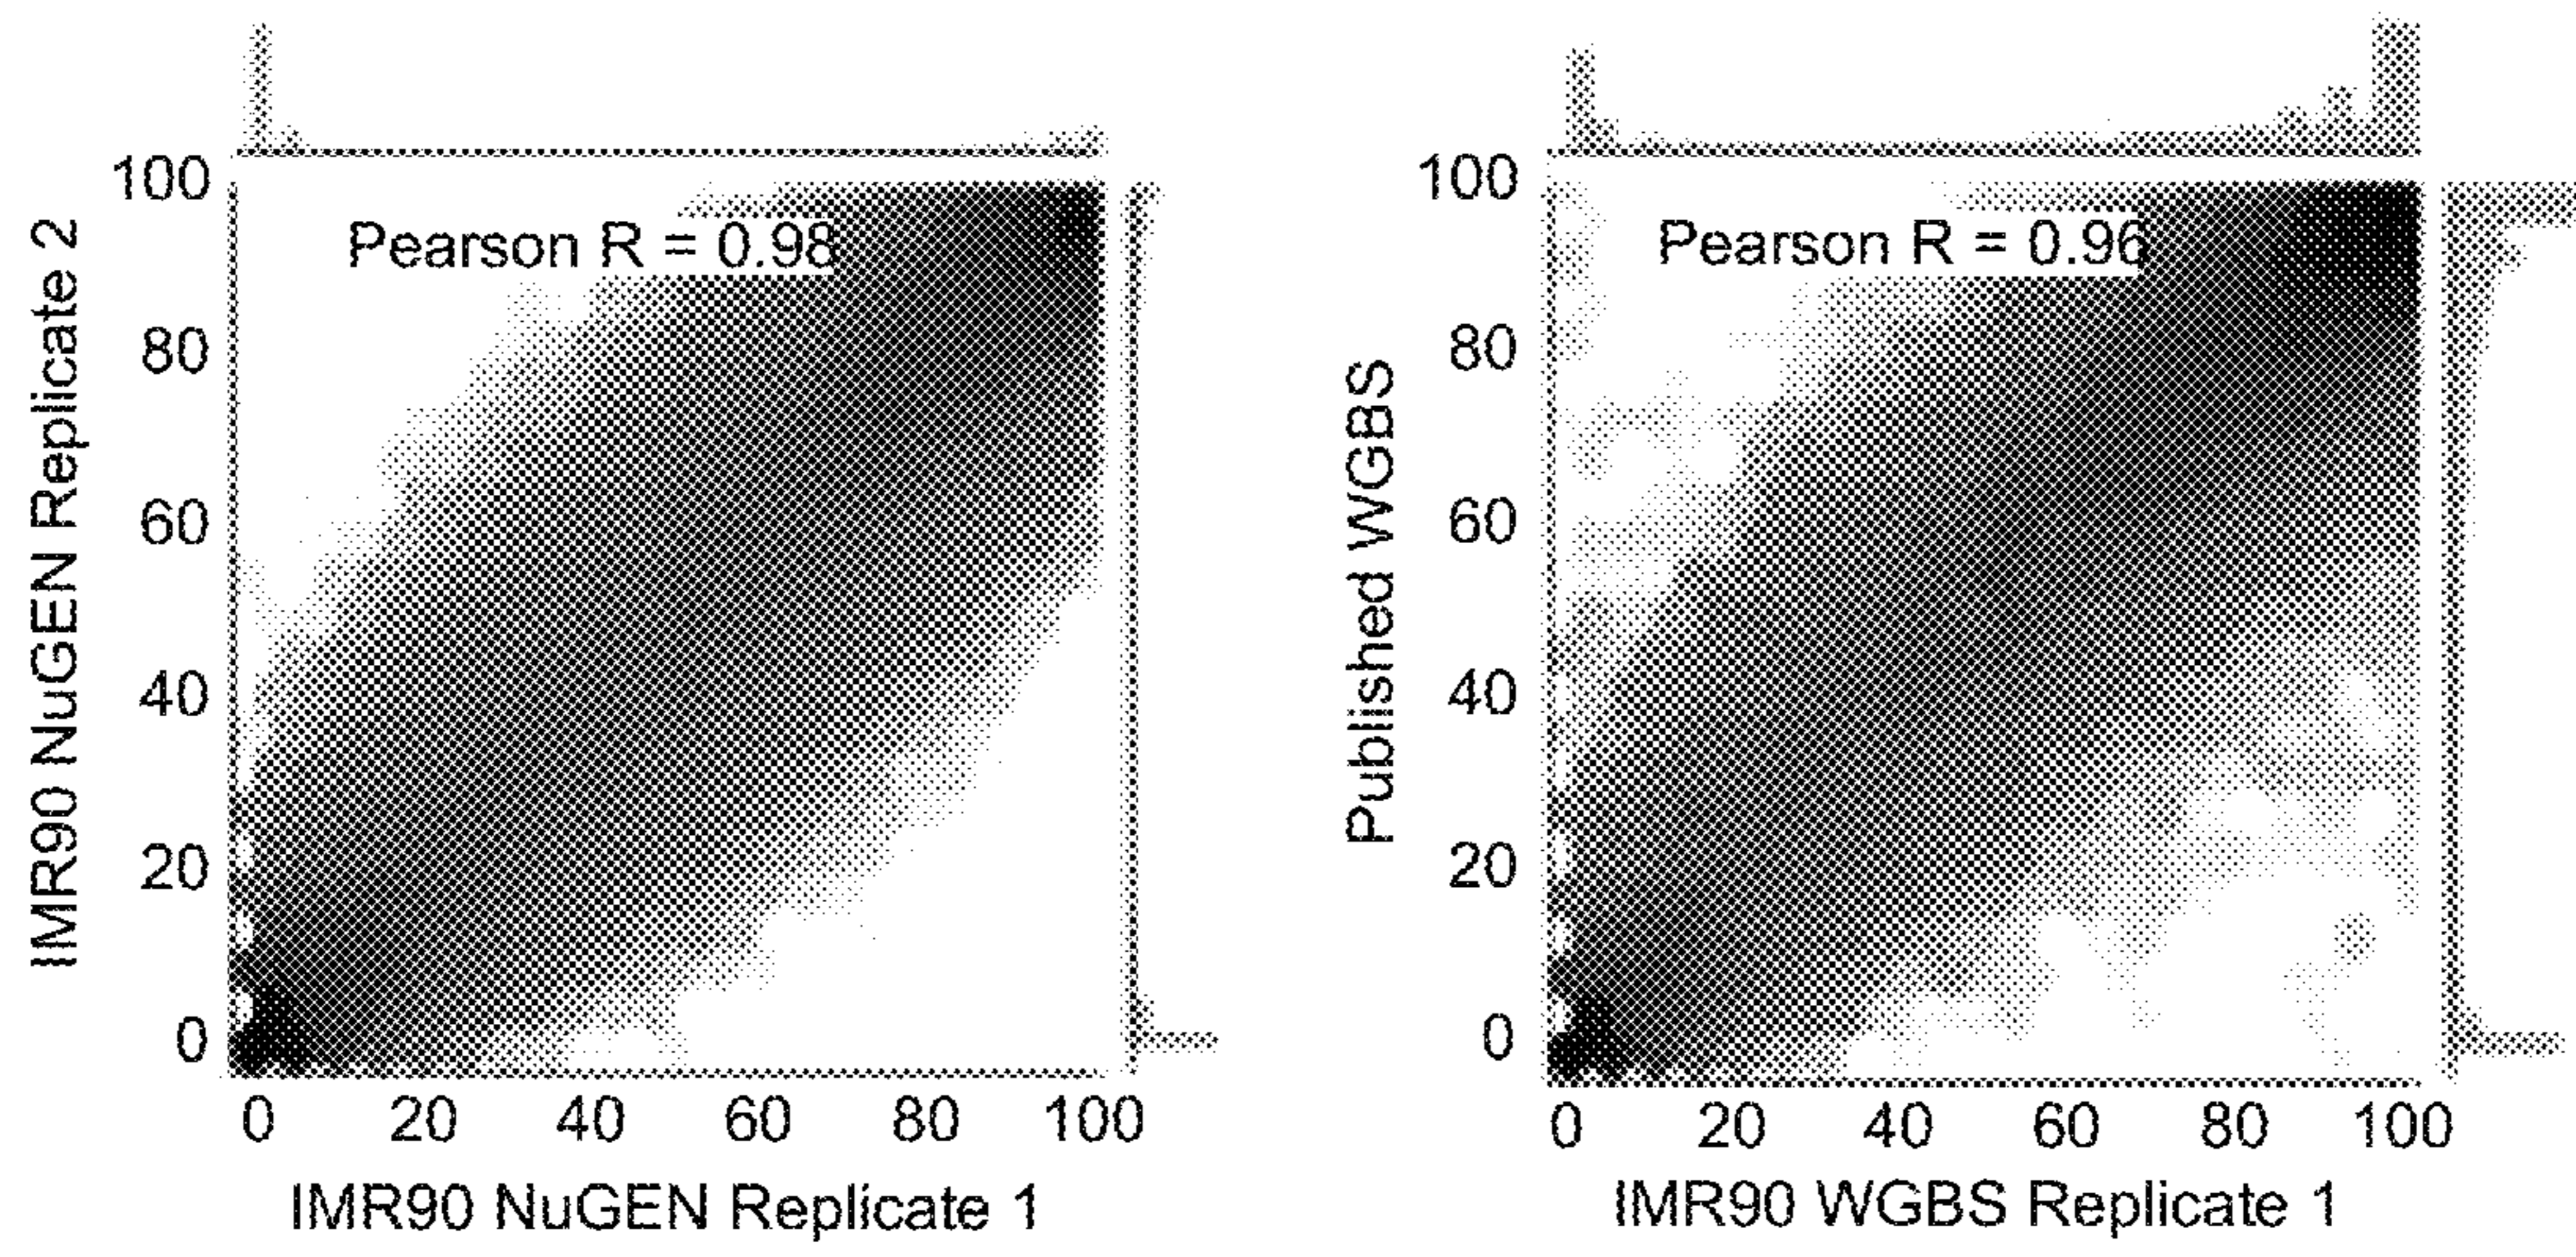 Pearson R = 0.98
IMR90 NuGEN Replicate 2
100
80
60
40
20
0
0 20 40 60 80 100
IMR90 NuGEN Replicate 1
Pearson R = 0.96
Published WGBS
100
80
60
40
20
0
0 20 40 60 80 100
IMR90 WGBS Replicate 1